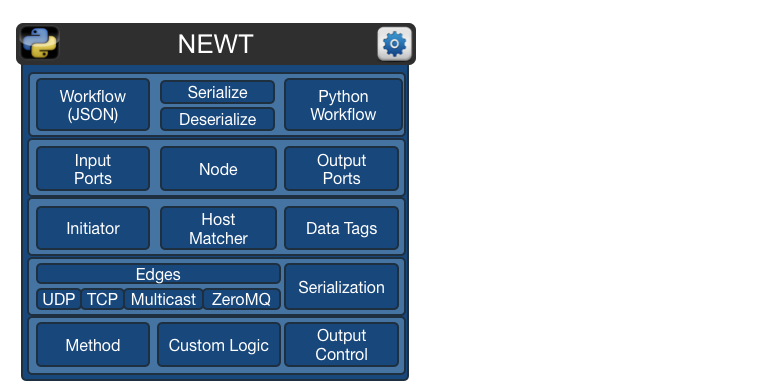 NEWT
Workflow
(JSON)
Serialize
Deserialize
Python
Workflow
Input
Ports
Node
Output
Ports
Initiator
Host
Matcher
Data Tags
Edges
UDP TCP Multicast ZeroMQ
Serialization
Method
Custom Logic
Output
Control